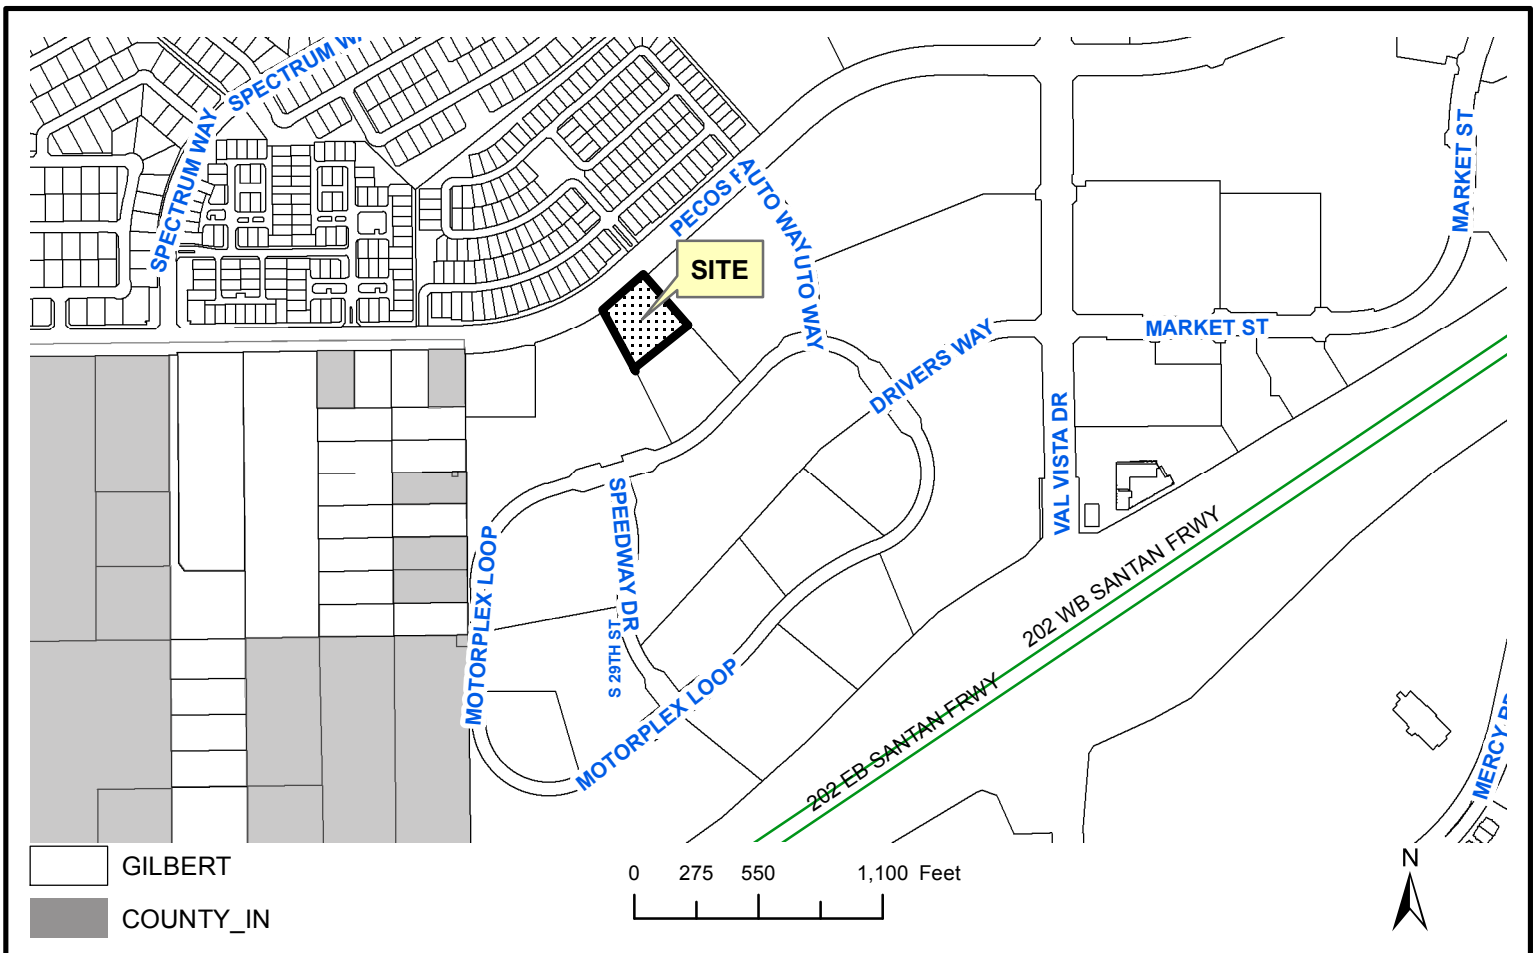 SPECTRUM WA
SPECTRUM WAY
PECOS R
AUTO WAY
UTO WAY
SITE
MARKET ST
MARKET ST
DRIVERS WAY
VAL VISTA DR
SPEEDWAY DR
MOTORPLEX LOOP
S 29TH ST
MOTORPLEX LOOP
202 WB SANTAN FRWY
202 EB SANTAN FRWY
MERCY RD
GILBERT
COUNTY_IN
0 275 550 1,100 Feet
N